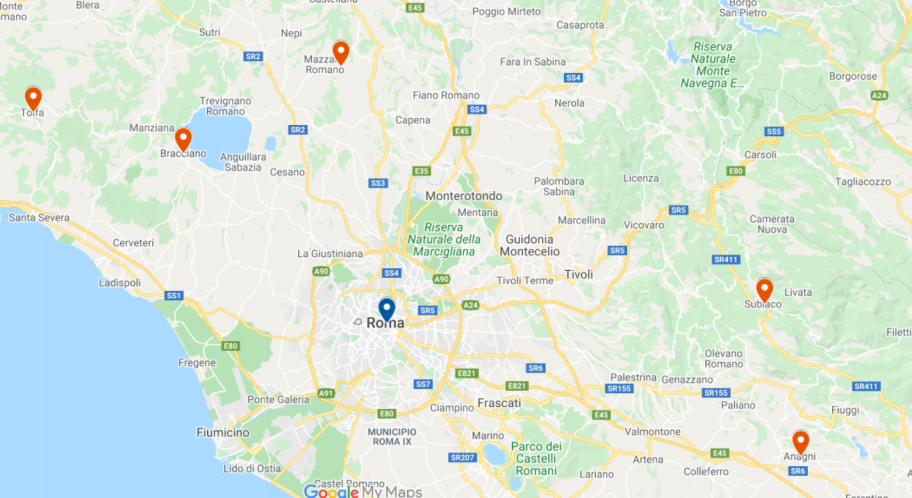 Castellana
Borgo
San Pietro
onte
omano
Blera
Sutri
Nepi
E45
Poggio Mirteto
Casaprota
SR2
Mazz
Romano
Fara In Sabina
SS4
Riserva
Naturale
Monte
Navegna E...
Borgorose
A24
Tolfa
Trevignano
Romano
Fiano Romano
SS4
Nerola
Manziana
SR2
Capena
E45
SS5
Bracciano
Anguillara
Sabazia
Cesano
E35
Carsoli
E80
SS3
Monterotondo
Palombara
Sabina
Licenza
Tagliacozzo
Santa Severa
Mentana
SR5
Marcellina
Vicovaro
Camerata
Nuova
Riserva
Naturale della
Marcigliana
Cerveteri
La Giustiniana
Guidonia
Montecelio
SR5
SR411
A90
SS4
A90
Tivoli Terme
Tivoli
Ladispoli
SS1
Livata
Subiaco
SR5
A24
Roma
Filetti
E80
Fregene
Olevano
Romano
E821
SR6
SS7
E821
Palestrina
Genazzano
SR155
SR155
SR411
A91
Ponte Galeria
E80
Ciampino
Frascati
E45
Paliano
Fiuggi
Fiumicino
MUNICIPIO
ROMA IX
Marino
Valmontone
Parco dei
Castelli
Romani
SR207
Artena
E45
Anagni
Lido di Ostia
Lariano
Colleferro
SR6
Castel Romano
Google My Maps
Ferentino